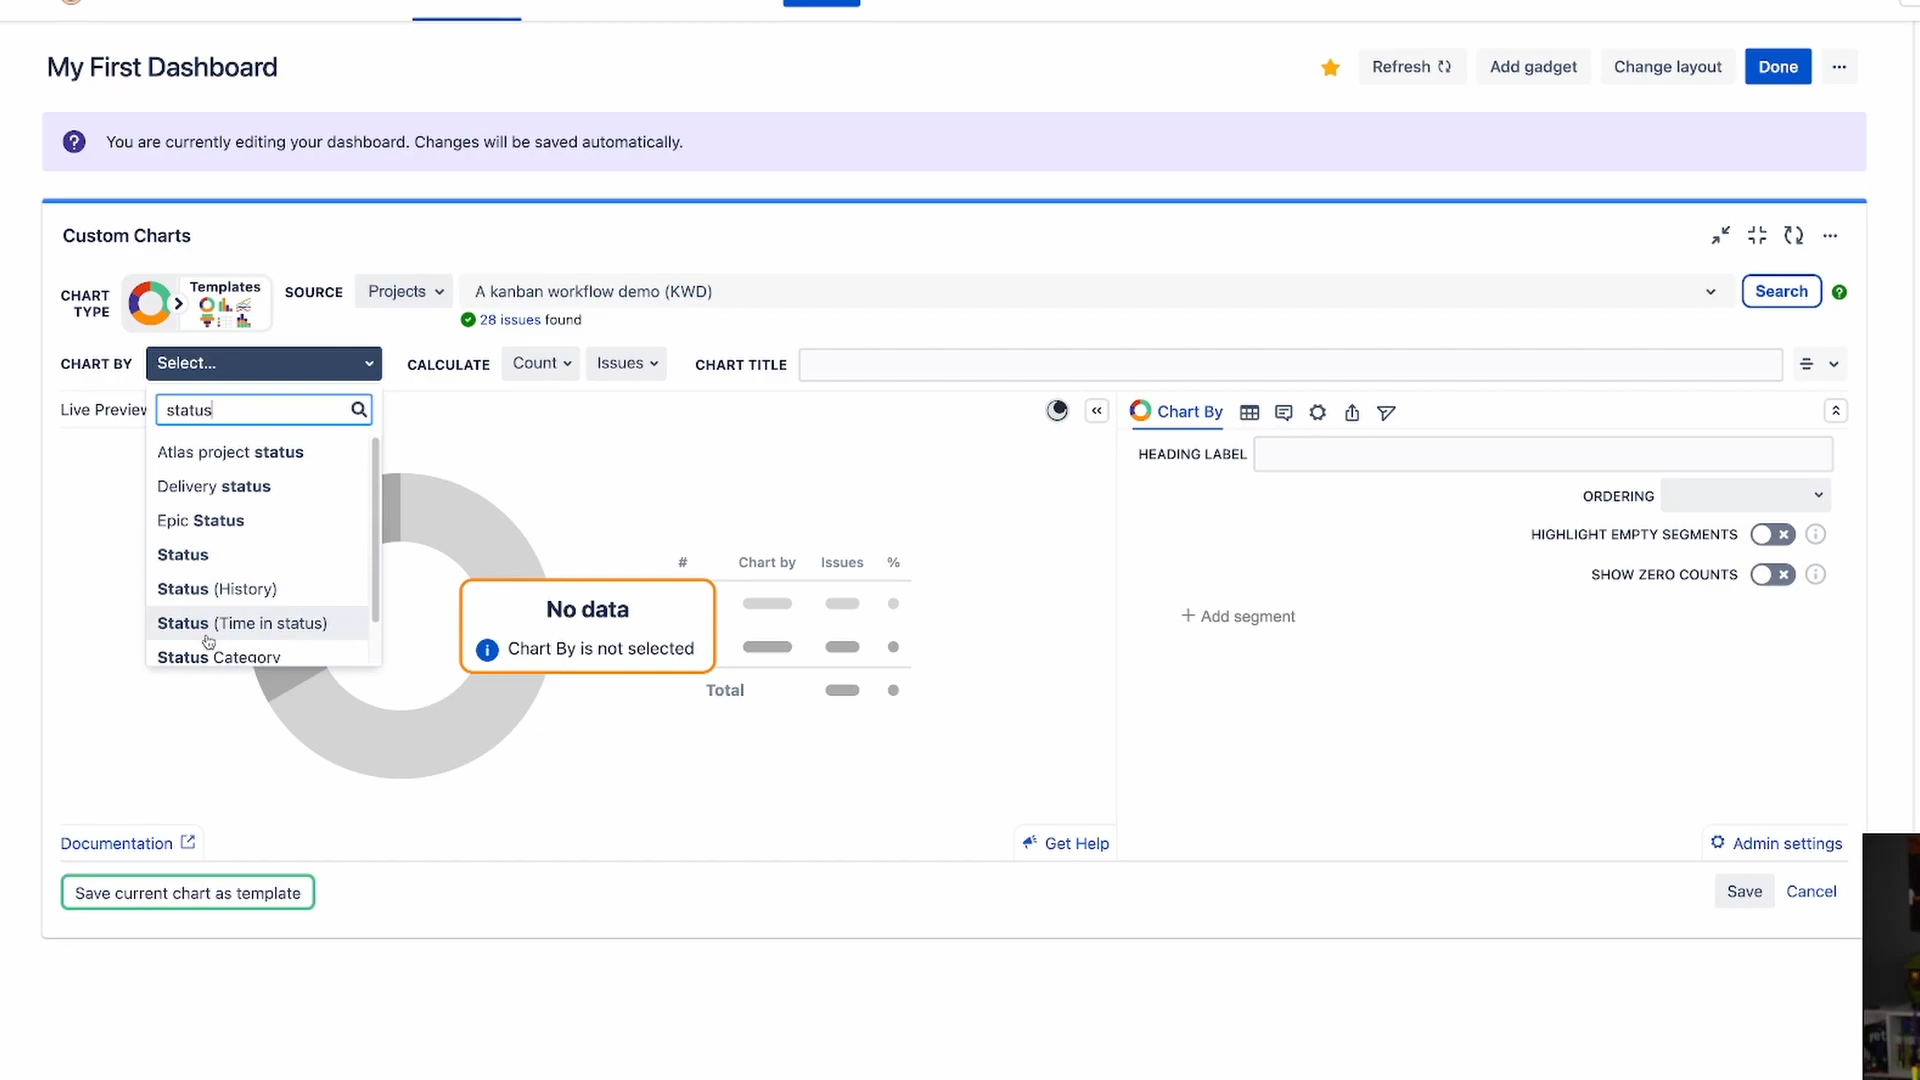 My First Dashboard
Refresh
Add gadget
Change layout
Done
You are currently editing your dashboard. Changes will be saved automatically.
Custom Charts
CHART TYPE
Templates
SOURCE
Projects
A kanban workflow demo (KWD)
Search
28 issues found
CHART BY
Select...
CALCULATE
Count
Issues
CHART TITLE
Live Preview
status
Atlas project status
Delivery status
Epic Status
Status
Status (History)
Status (Time in status)
Status Category
# Chart by Issues %
No data
Chart By is not selected
Total
Chart By
HEADING LABEL
ORDERING
HIGHLIGHT EMPTY SEGMENTS
SHOW ZERO COUNTS
+ Add segment
Documentation
Get Help
Admin settings
Save current chart as template
Save
Cancel